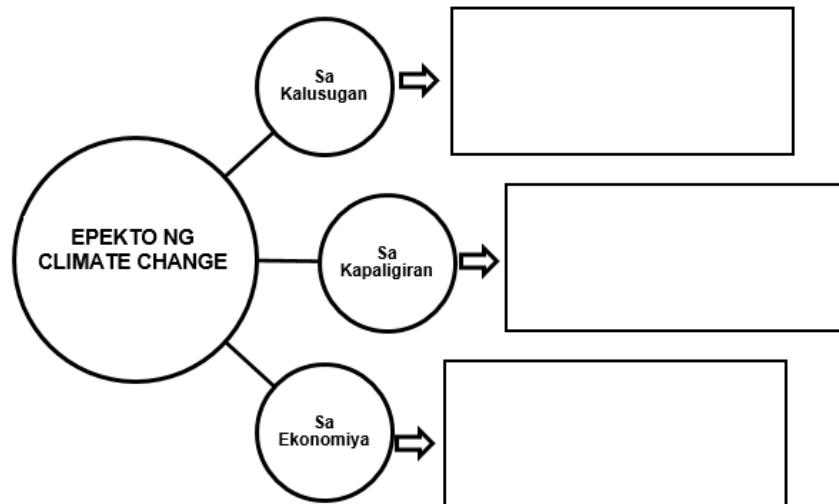 EPEKTO NG
CLIMATE CHANGE
Sa
Kalusugan
Sa
Kapaligiran
Sa
Ekonomiya